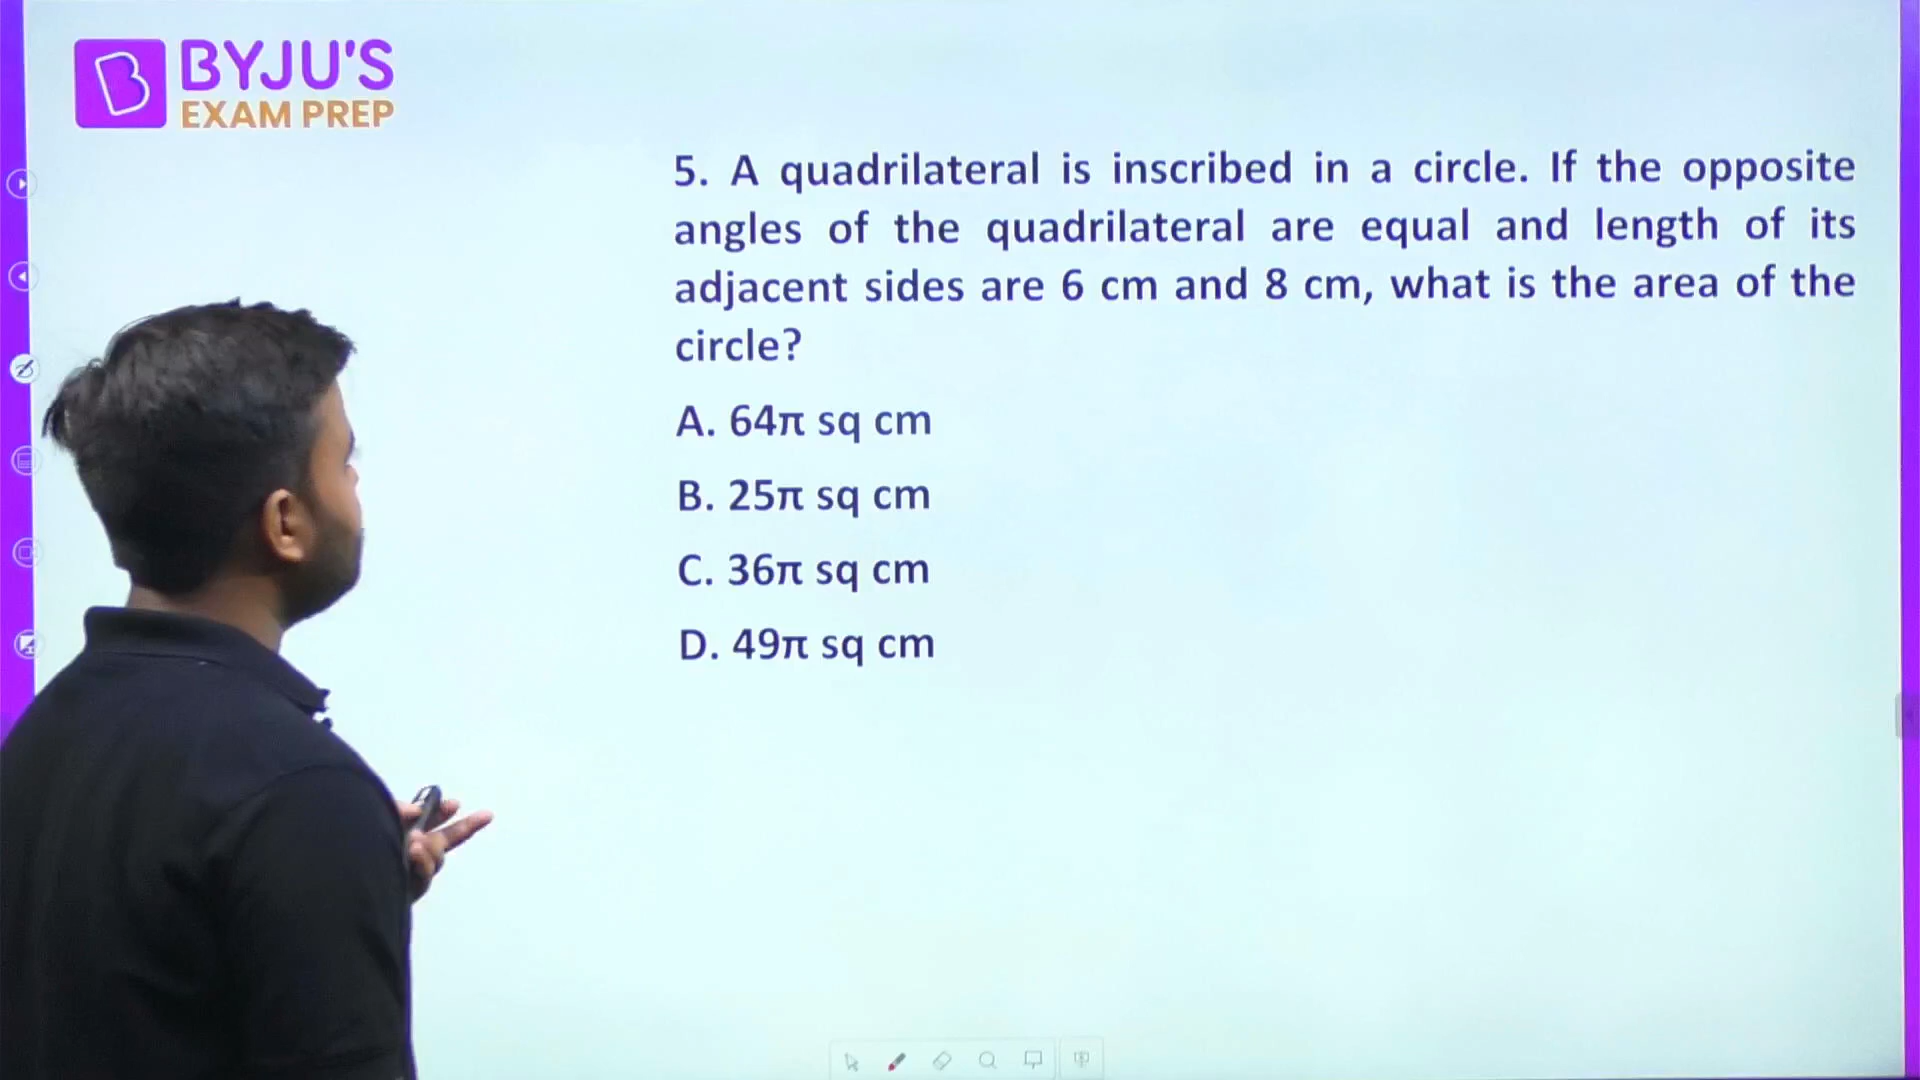 BYJU'S
EXAM PREP
5. A quadrilateral is inscribed in a circle. If the opposite
angles of the quadrilateral are equal and length of its
adjacent sides are 6 cm and 8 cm, what is the area of the
circle?
A. 64π sq cm
B. 25π sq cm
C. 36π sq cm
D. 49π sq cm